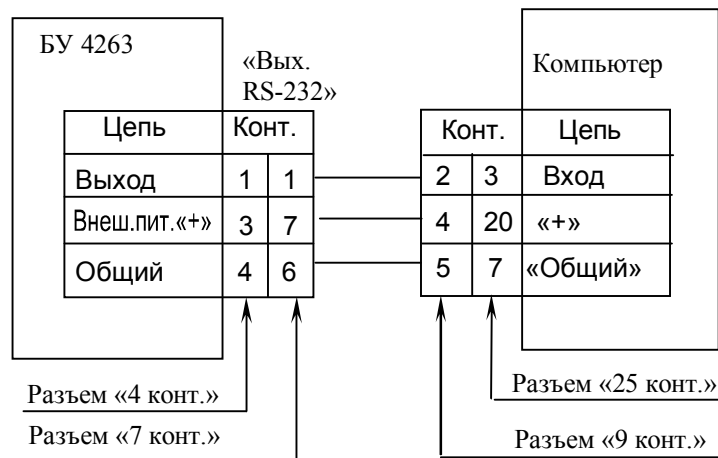 БУ 4263
«Вых.
RS-232»
Компьютер
Цепь Конт. Конт. Цепь
Выход 1 1 2 3 Вход
Внеш.пит.«+» 3 7 4 20 «+»
Общий 4 6 5 7 «Общий»
Разъем «4 конт.» Разъем «25 конт.»
Разъем «7 конт.» Разъем «9 конт.»